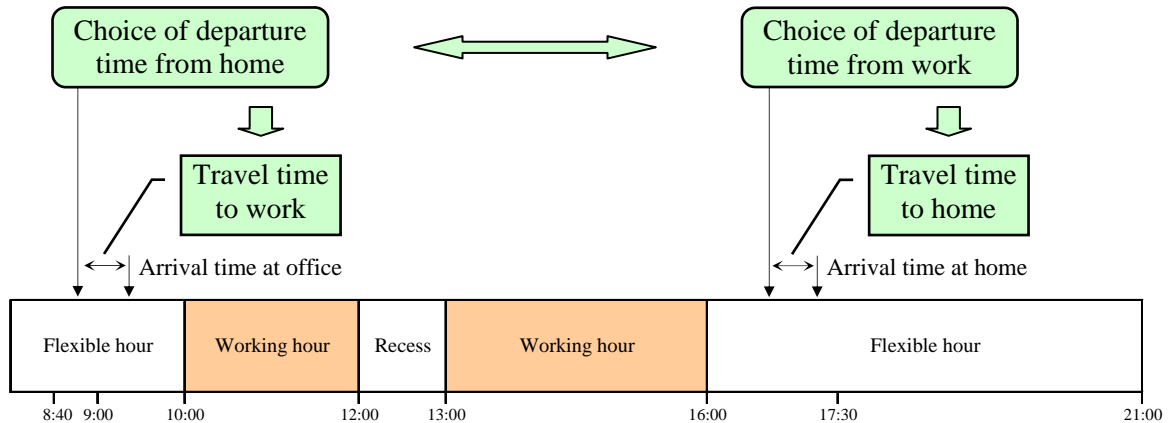 Choice of departure
time from home
Choice of departure
time from work
Travel time
to work
Travel time
to home
Arrival time at office
Arrival time at home
Flexible hour
Working hour
Recess
Working hour
Flexible hour
8:40
9:00
10:00
12:00
13:00
16:00
17:30
21:00